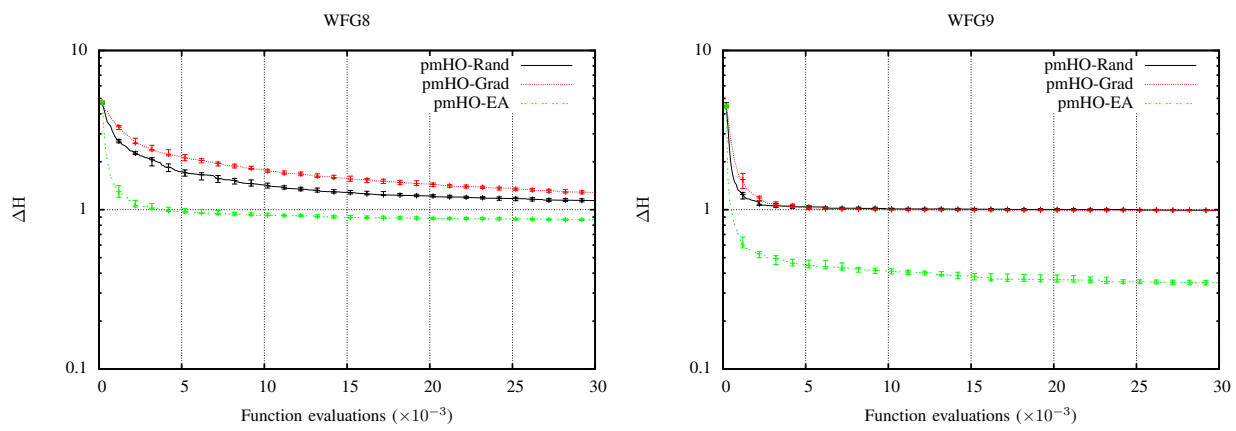 WFG8
10
1
0.1
ΔH
pmHO-Rand
pmHO-Grad
pmHO-EA
0 5 10 15 20 25 30
Function evaluations (×10⁻³)
WFG9
10
1
0.1
ΔH
pmHO-Rand
pmHO-Grad
pmHO-EA
0 5 10 15 20 25 30
Function evaluations (×10⁻³)